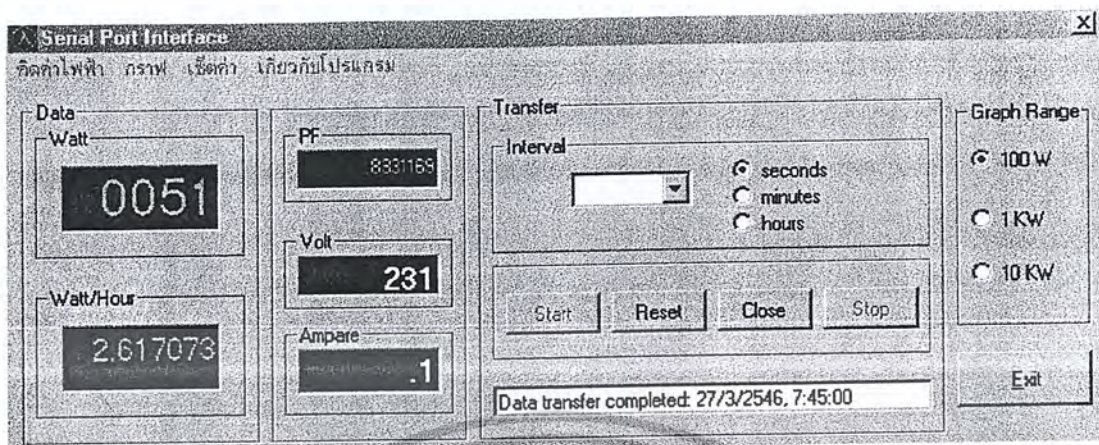 Serial Port Interface
คิดค่าไฟฟ้า กราฟ เซ็ตค่า เกี่ยวกับโปรแกรม
Data
Watt
0051
Watt/Hour
2.617073
PF
.8331169
Volt
231
Ampare
.1
Transfer
Interval
seconds
minutes
hours
Start Reset Close Stop
Data transfer completed: 27/3/2546, 7:45:00
Graph Range
100 W
1 KW
10 KW
Exit